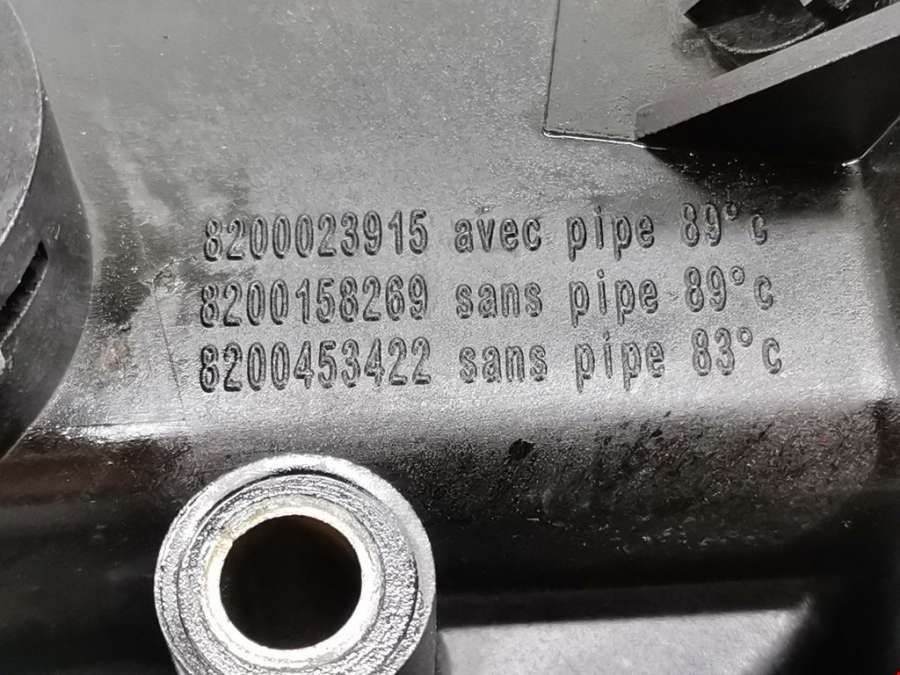 8200023915 avec pipe 89°c
8200158269 sans pipe 89°c
8200453422 sans pipe 83°c